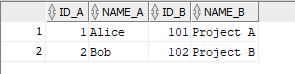 ID_A NAME_A ID_B NAME_B
1 1 Alice 101 Project A
2 2 Bob 102 Project B